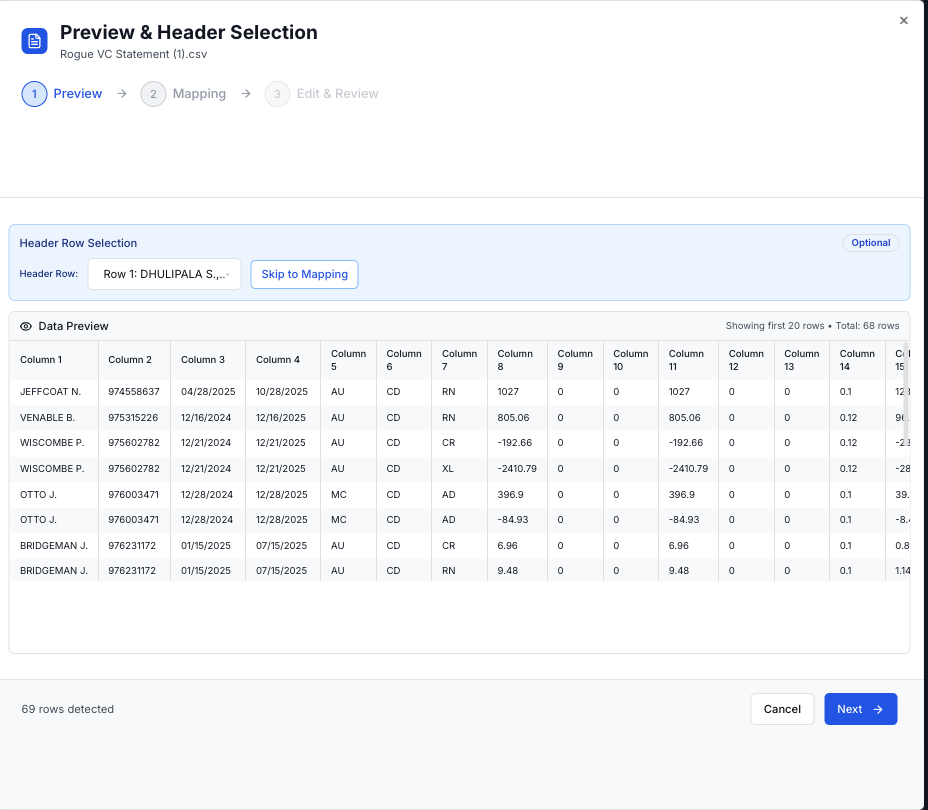 Preview & Header Selection
Rogue VC Statement (1).csv
1 Preview → 2 Mapping → 3 Edit & Review
Header Row Selection Optional
Header Row: Row 1: DHULIPALA S.,.. Skip to Mapping
Data Preview Showing first 20 rows • Total: 68 rows
Column 1 Column 2 Column 3 Column 4 Column 5 Column 6 Column 7 Column 8 Column 9 Column 10 Column 11 Column 12 Column 13 Column 14 15
JEFFCOAT N. 974558637 04/28/2025 10/28/2025 AU CD RN 1027 0 0 1027 0 0 0.1
VENABLE B. 975315226 12/16/2024 12/16/2025 AU CD RN 805.06 0 0 805.06 0 0 0.12 96.
WISCOMBE P. 975602782 12/21/2024 12/21/2025 AU CD CR -192.66 0 0 -192.66 0 0 0.12
WISCOMBE P. 975602782 12/21/2024 12/21/2025 AU CD XL -2410.79 0 0 -2410.79 0 0 0.12 -28
OTTO J. 976003471 12/28/2024 12/28/2025 MC CD AD 396.9 0 0 396.9 0 0 0.1 39.
OTTO J. 976003471 12/28/2024 12/28/2025 MC CD AD -84.93 0 0 -84.93 0 0 0.1 -8.
BRIDGEMAN J. 976231172 01/15/2025 07/15/2025 AU CD CR 6.96 0 0 6.96 0 0 0.1 0.8
BRIDGEMAN J. 976231172 01/15/2025 07/15/2025 AU CD RN 9.48 0 0 9.48 0 0 0.1 1.14
69 rows detected Cancel Next →